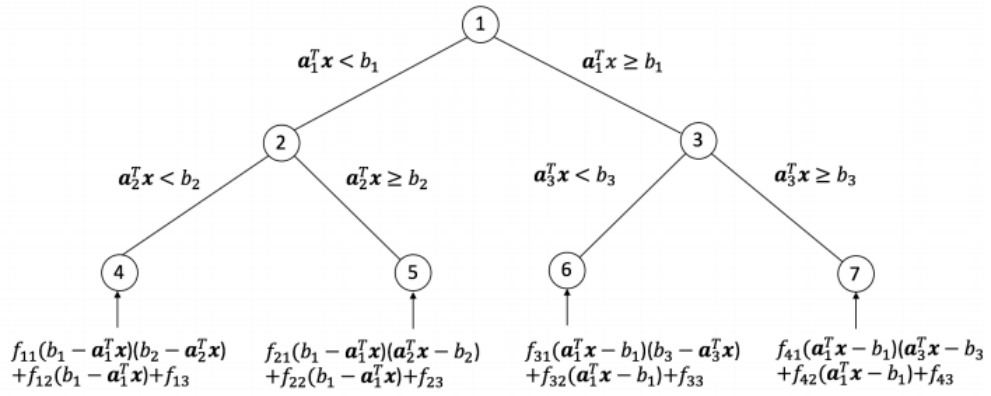 1
𝒂₁ᵀ𝒙 < b₁
𝒂₁ᵀx ≥ b₁
2
3
𝒂₂ᵀ𝒙 < b₂
𝒂₂ᵀ𝒙 ≥ b₂
𝒂₃ᵀ𝒙 < b₃
𝒂₃ᵀ𝒙 ≥ b₃
4
5
6
7
f₁₁(b₁ − 𝒂₁ᵀ𝒙)(b₂ − 𝒂₂ᵀ𝒙)
+f₁₂(b₁ − 𝒂₁ᵀ𝒙)+f₁₃
f₂₁(b₁ − 𝒂₁ᵀ𝒙)(𝒂₂ᵀ𝒙 − b₂)
+f₂₂(b₁ − 𝒂₁ᵀ𝒙)+f₂₃
f₃₁(𝒂₁ᵀ𝒙 − b₁)(b₃ − 𝒂₃ᵀ𝒙)
+f₃₂(𝒂₁ᵀ𝒙 − b₁)+f₃₃
f₄₁(𝒂₁ᵀ𝒙 − b₁)(𝒂₃ᵀ𝒙 − b₃
+f₄₂(𝒂₁ᵀ𝒙 − b₁)+f₄₃